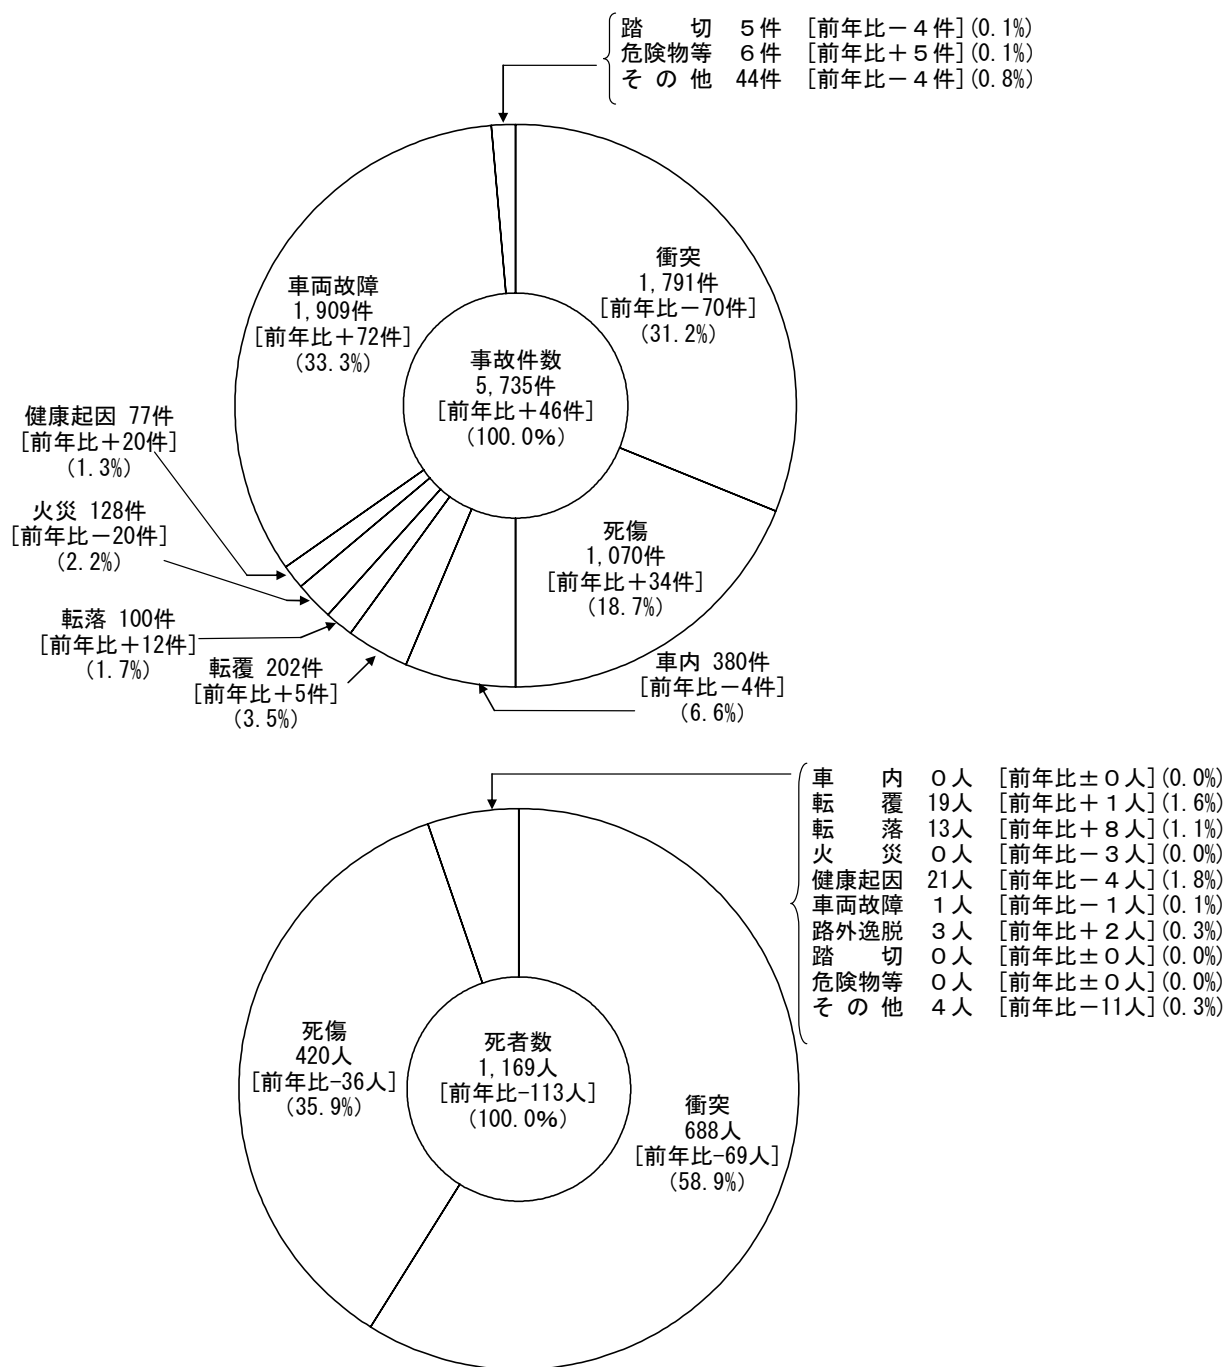 踏　　切　５件　[前年比－４件](0.1%)
危険物等　６件　[前年比＋５件](0.1%)
そ の 他　44件　[前年比－４件](0.8%)
衝突
1,791件
[前年比－70件]
(31.2%)
車両故障
1,909件
[前年比＋72件]
(33.3%)
事故件数
5,735件
[前年比＋46件]
(100.0%)
健康起因 77件
[前年比＋20件]
(1.3%)
火災 128件
[前年比－20件]
(2.2%)
死傷
1,070件
[前年比＋34件]
(18.7%)
転落 100件
[前年比＋12件]
(1.7%)
転覆 202件
[前年比＋5件]
(3.5%)
車内 380件
[前年比－4件]
(6.6%)
車　　内　０人　[前年比±０人](0.0%)
転　　覆　19人　[前年比＋１人](1.6%)
転　　落　13人　[前年比＋８人](1.1%)
火　　災　０人　[前年比－３人](0.0%)
健康起因　21人　[前年比－４人](1.8%)
車両故障　１人　[前年比－１人](0.1%)
路外逸脱　３人　[前年比＋２人](0.3%)
踏　　切　０人　[前年比±０人](0.0%)
危険物等　０人　[前年比±０人](0.0%)
そ の 他　４人　[前年比－11人](0.3%)
死傷
420人
[前年比-36人]
(35.9%)
死者数
1,169人
[前年比-113人]
(100.0%)
衝突
688人
[前年比-69人]
(58.9%)